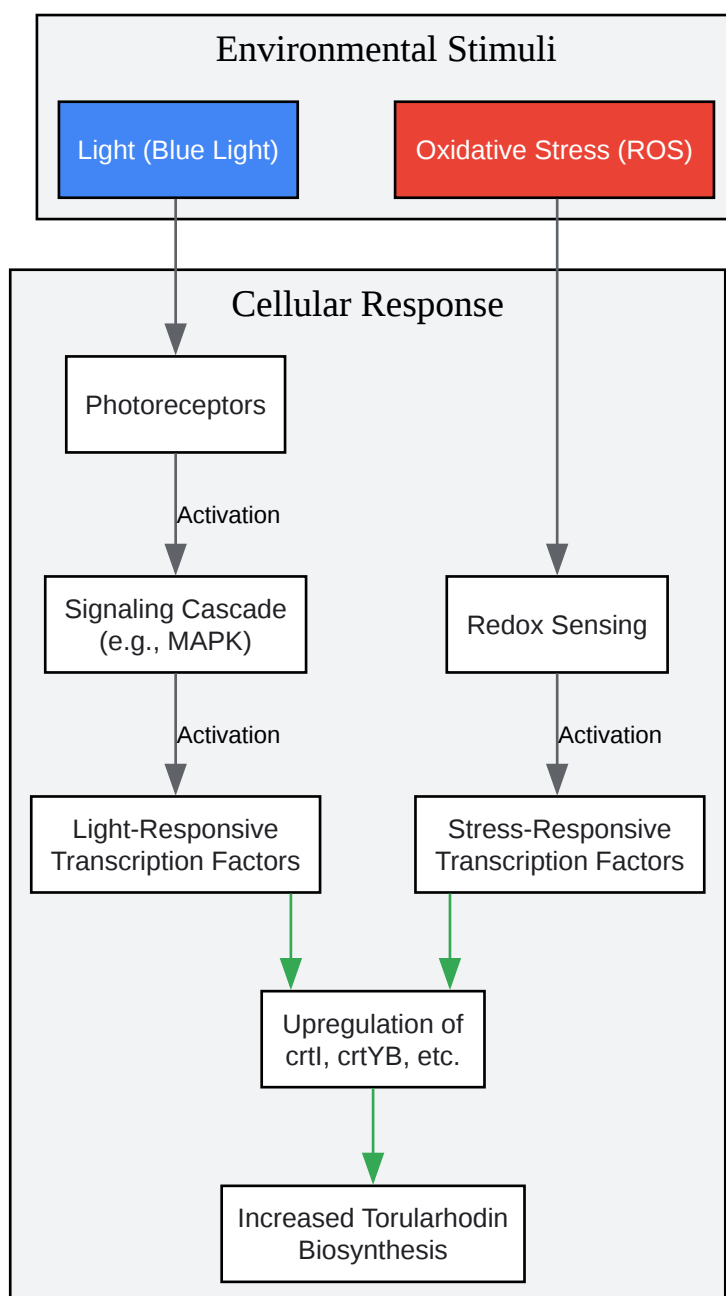 Environmental Stimuli
Light (Blue Light)
Oxidative Stress (ROS)
Cellular Response
Photoreceptors
Activation
Signaling Cascade
(e.g., MAPK)
Redox Sensing
Activation
Activation
Light-Responsive
Transcription Factors
Stress-Responsive
Transcription Factors
Upregulation of
crtI, crtYB, etc.
Increased Torularhodin
Biosynthesis